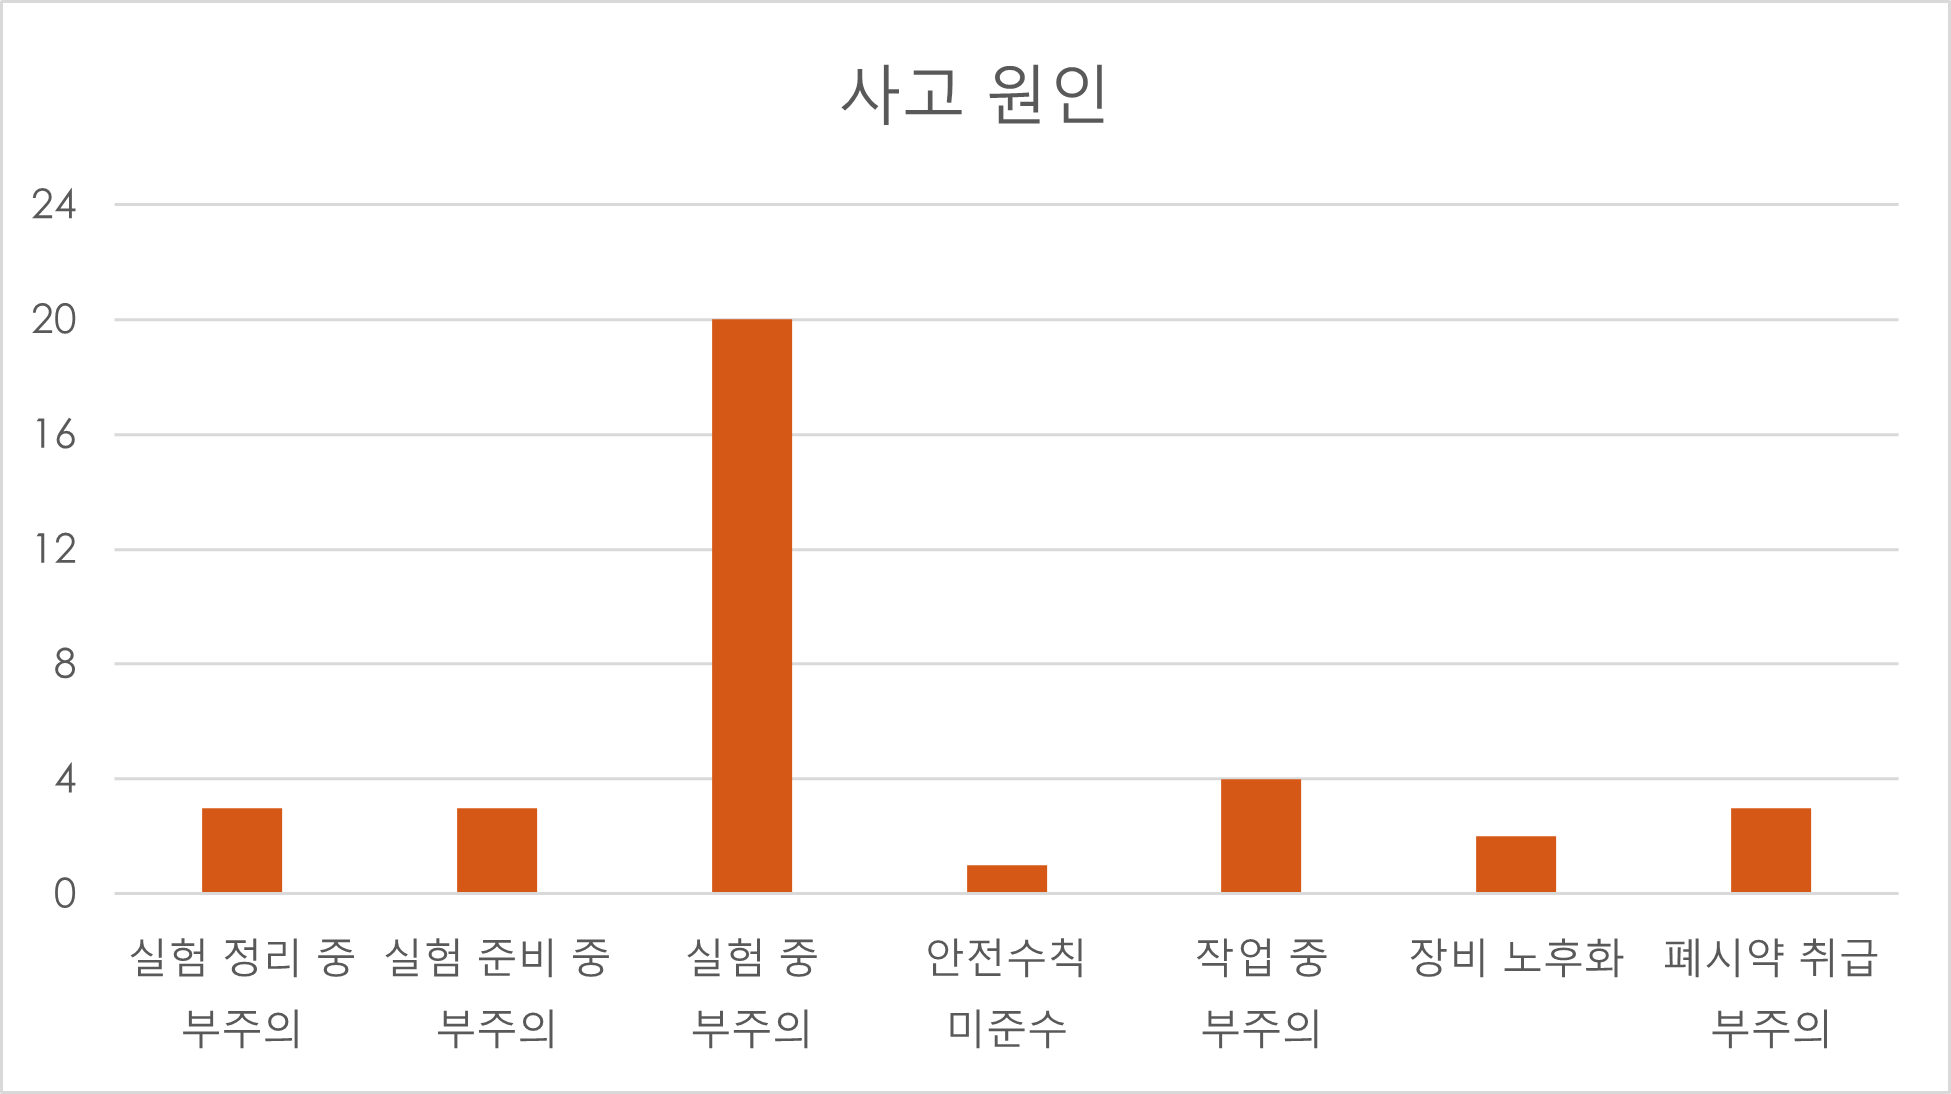 사고 원인
24
20
16
12
8
4
0
실험 정리 중 부주의
실험 준비 중 부주의
실험 중 부주의
안전수칙 미준수
작업 중 부주의
장비 노후화
폐시약 취급 부주의